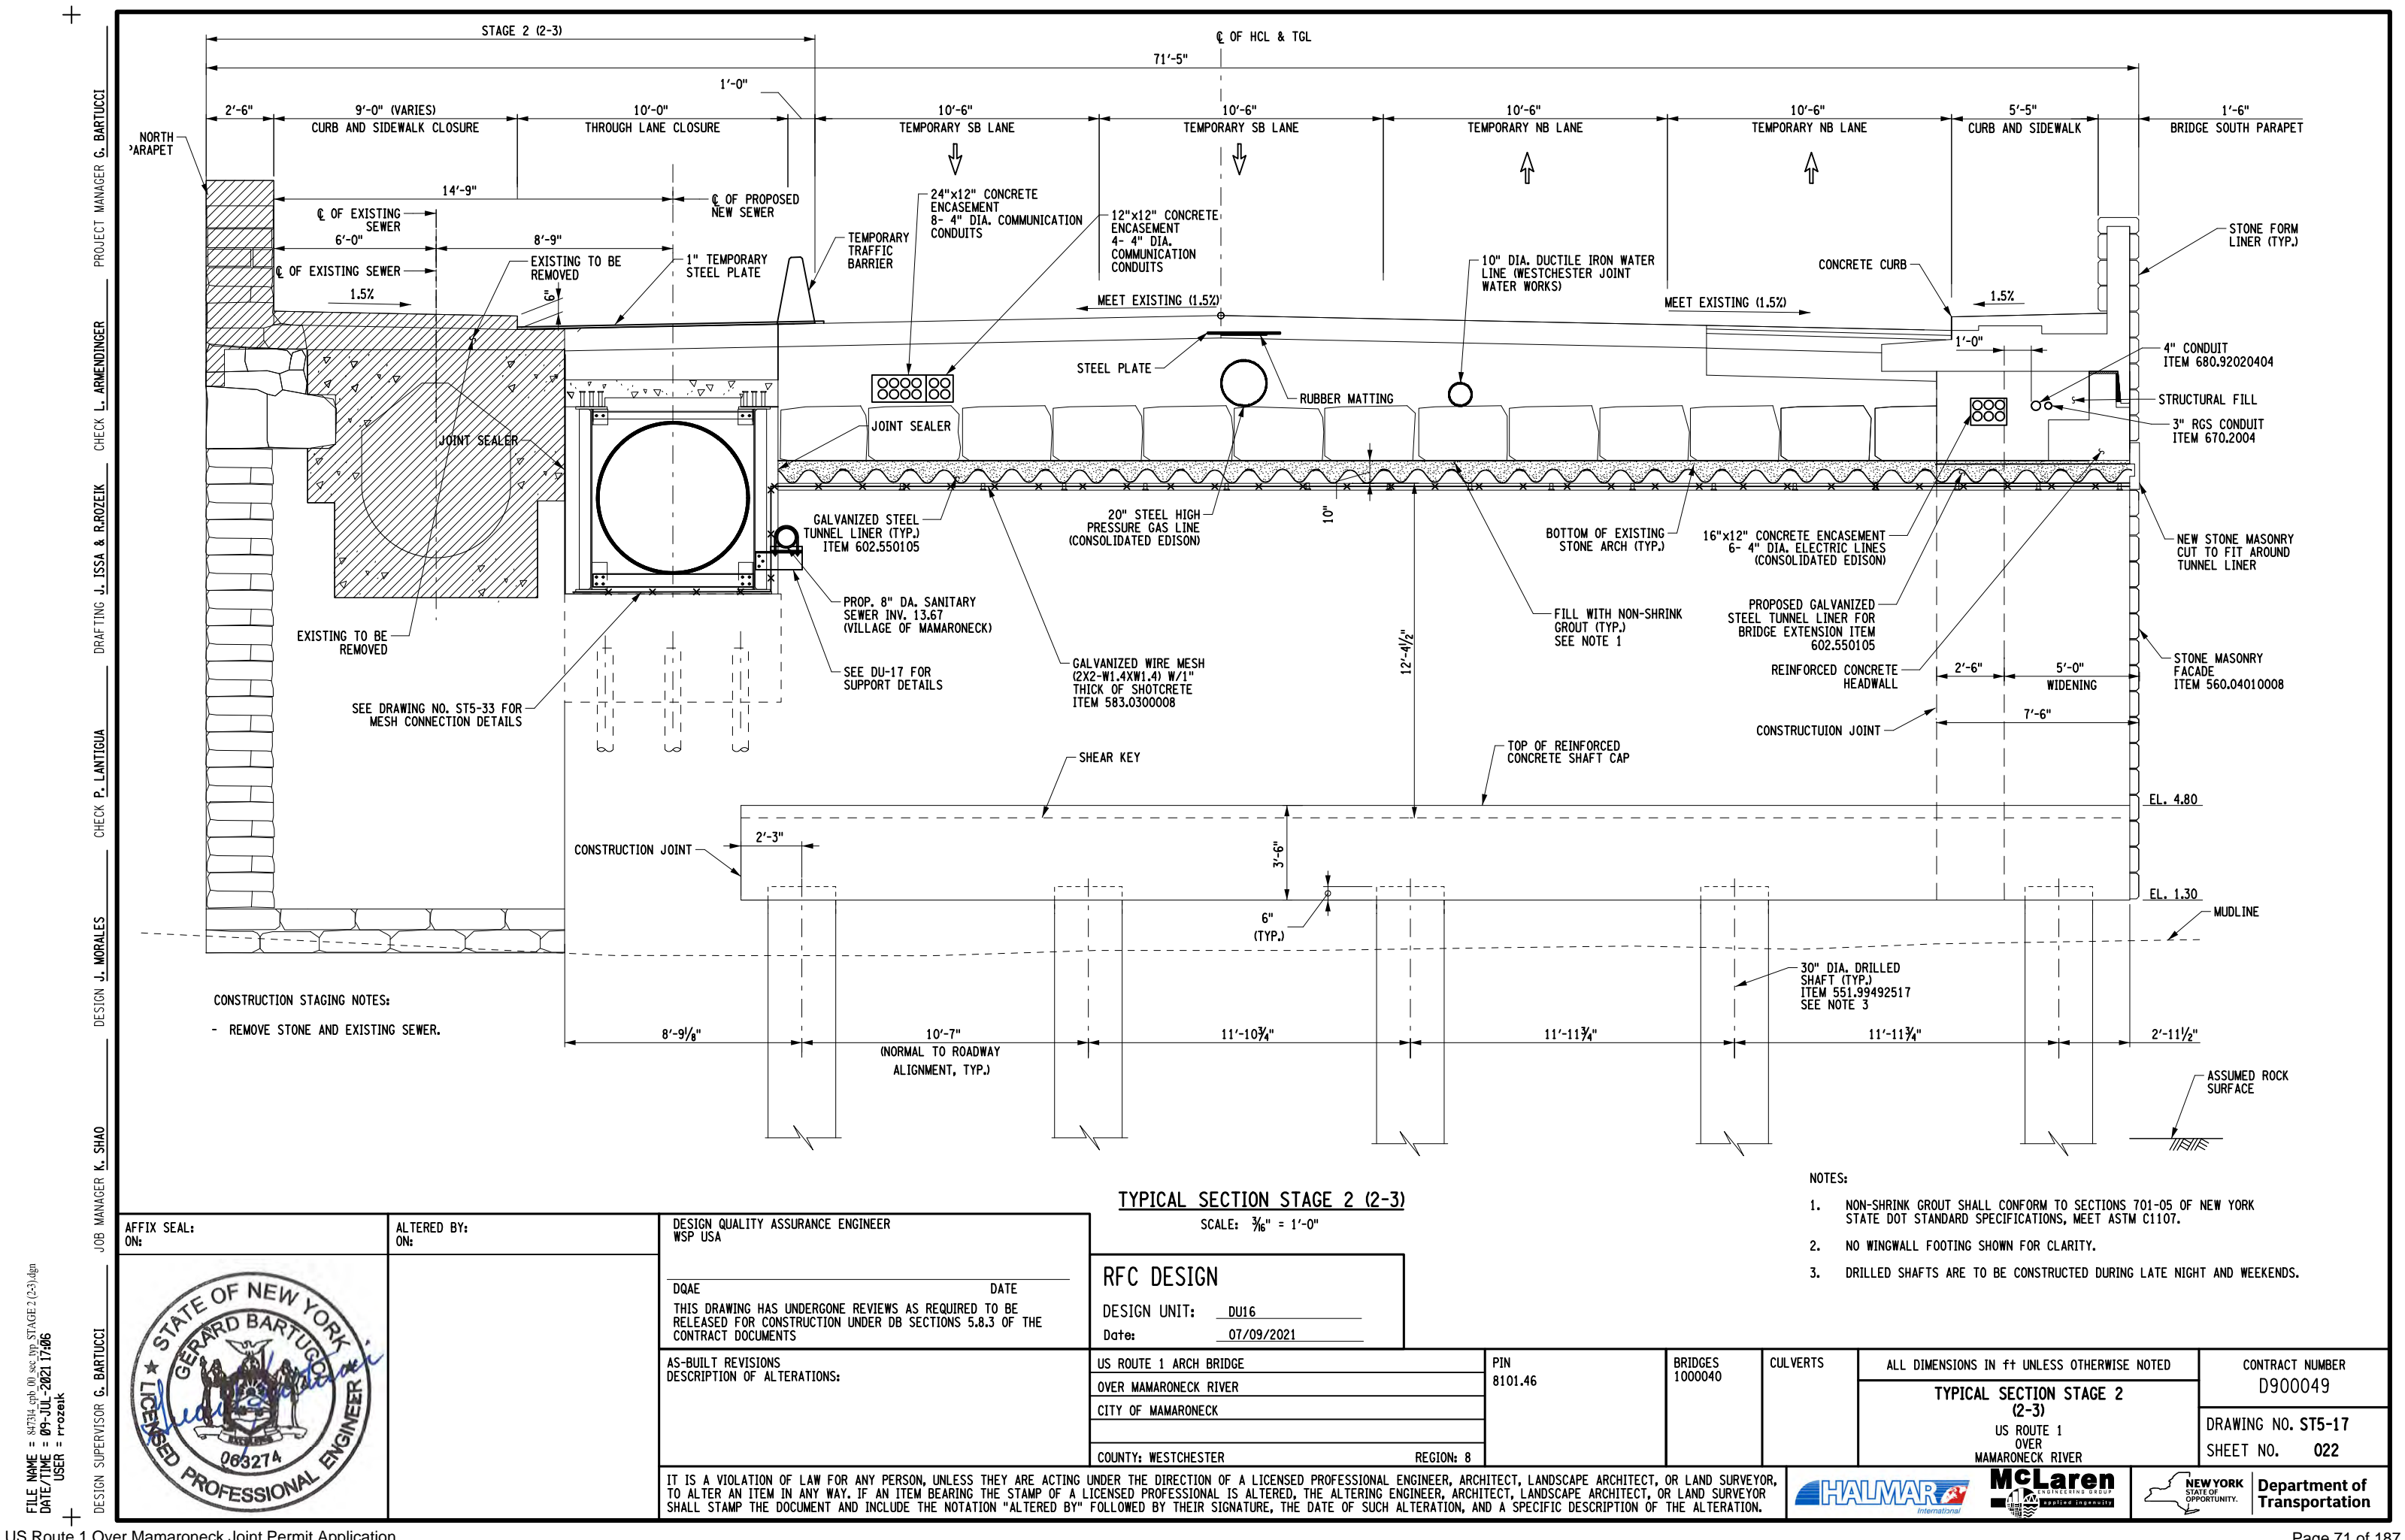 STAGE 2 (2-3)
℄ OF HCL & TGL
71'-5"
1'-0"
2'-6"
9'-0" (VARIES)
CURB AND SIDEWALK CLOSURE
10'-0"
THROUGH LANE CLOSURE
10'-6"
TEMPORARY SB LANE
10'-6"
TEMPORARY SB LANE
10'-6"
TEMPORARY NB LANE
10'-6"
TEMPORARY NB LANE
5'-5"
CURB AND SIDEWALK
1'-6"
BRIDGE SOUTH PARAPET
NORTH
PARAPET
14'-9"
℄ OF PROPOSED
NEW SEWER
℄ OF EXISTING
SEWER
6'-0"
8'-9"
℄ OF EXISTING SEWER
1.5%
EXISTING TO BE
REMOVED
6"
1" TEMPORARY
STEEL PLATE
TEMPORARY
TRAFFIC
BARRIER
24"x12" CONCRETE
ENCASEMENT
8- 4" DIA. COMMUNICATION
CONDUITS
12"x12" CONCRETE
ENCASEMENT
4- 4" DIA.
COMMUNICATION
CONDUITS
MEET EXISTING (1.5%)
10" DIA. DUCTILE IRON WATER
LINE (WESTCHESTER JOINT
WATER WORKS)
MEET EXISTING (1.5%)
CONCRETE CURB
1.5%
STONE FORM
LINER (TYP.)
1'-0"
4" CONDUIT
ITEM 680.92020404
STRUCTURAL FILL
3" RGS CONDUIT
ITEM 670.2004
STEEL PLATE
RUBBER MATTING
JOINT SEALER
JOINT SEALER
GALVANIZED STEEL
TUNNEL LINER (TYP.)
ITEM 602.550105
20" STEEL HIGH
PRESSURE GAS LINE
(CONSOLIDATED EDISON)
10"
BOTTOM OF EXISTING
STONE ARCH (TYP.)
16"x12" CONCRETE ENCASEMENT
6- 4" DIA. ELECTRIC LINES
(CONSOLIDATED EDISON)
NEW STONE MASONRY
CUT TO FIT AROUND
TUNNEL LINER
PROP. 8" DA. SANITARY
SEWER INV. 13.67
(VILLAGE OF MAMARONECK)
FILL WITH NON-SHRINK
GROUT (TYP.)
SEE NOTE 1
PROPOSED GALVANIZED
STEEL TUNNEL LINER FOR
BRIDGE EXTENSION ITEM
602.550105
EXISTING TO BE
REMOVED
SEE DU-17 FOR
SUPPORT DETAILS
GALVANIZED WIRE MESH
(2X2-W1.4XW1.4) W/1"
THICK OF SHOTCRETE
ITEM 583.0300008
12'-4½"
REINFORCED CONCRETE
HEADWALL
2'-6"
5'-0"
WIDENING
STONE MASONRY
FACADE
ITEM 560.04010008
SEE DRAWING NO. ST5-33 FOR
MESH CONNECTION DETAILS
7'-6"
CONSTRUCTUION JOINT
SHEAR KEY
TOP OF REINFORCED
CONCRETE SHAFT CAP
EL. 4.80
2'-3"
CONSTRUCTION JOINT
3'-6"
6"
(TYP.)
EL. 1.30
MUDLINE
30" DIA. DRILLED
SHAFT (TYP.)
ITEM 551.99492517
SEE NOTE 3
CONSTRUCTION STAGING NOTES:
- REMOVE STONE AND EXISTING SEWER.
8'-9⅛"
10'-7"
(NORMAL TO ROADWAY
ALIGNMENT, TYP.)
11'-10¾"
11'-11¾"
11'-11¾"
2'-11½"
ASSUMED ROCK
SURFACE
TYPICAL SECTION STAGE 2 (2-3)
SCALE: 3/16" = 1'-0"
NOTES:
1. NON-SHRINK GROUT SHALL CONFORM TO SECTIONS 701-05 OF NEW YORK
STATE DOT STANDARD SPECIFICATIONS, MEET ASTM C1107.
2. NO WINGWALL FOOTING SHOWN FOR CLARITY.
3. DRILLED SHAFTS ARE TO BE CONSTRUCTED DURING LATE NIGHT AND WEEKENDS.
AFFIX SEAL:
ON:
ALTERED BY:
ON:
DESIGN QUALITY ASSURANCE ENGINEER
WSP USA
DQAE DATE
THIS DRAWING HAS UNDERGONE REVIEWS AS REQUIRED TO BE
RELEASED FOR CONSTRUCTION UNDER DB SECTIONS 5.8.3 OF THE
CONTRACT DOCUMENTS
RFC DESIGN
DESIGN UNIT: DU16
Date: 07/09/2021
STATE OF NEW YORK
GERARD BARTUCCI
EXCELSIOR
063274
LICENSED PROFESSIONAL ENGINEER
AS-BUILT REVISIONS
DESCRIPTION OF ALTERATIONS:
US ROUTE 1 ARCH BRIDGE
OVER MAMARONECK RIVER
CITY OF MAMARONECK
COUNTY: WESTCHESTER REGION: 8
PIN
8101.46
BRIDGES
1000040
CULVERTS
ALL DIMENSIONS IN ft UNLESS OTHERWISE NOTED
TYPICAL SECTION STAGE 2
(2-3)
US ROUTE 1
OVER
MAMARONECK RIVER
CONTRACT NUMBER
D900049
DRAWING NO. ST5-17
SHEET NO. 022
IT IS A VIOLATION OF LAW FOR ANY PERSON, UNLESS THEY ARE ACTING UNDER THE DIRECTION OF A LICENSED PROFESSIONAL ENGINEER, ARCHITECT, LANDSCAPE ARCHITECT, OR LAND SURVEYOR,
TO ALTER AN ITEM IN ANY WAY. IF AN ITEM BEARING THE STAMP OF A LICENSED PROFESSIONAL IS ALTERED, THE ALTERING ENGINEER, ARCHITECT, LANDSCAPE ARCHITECT, OR LAND SURVEYOR
SHALL STAMP THE DOCUMENT AND INCLUDE THE NOTATION "ALTERED BY" FOLLOWED BY THEIR SIGNATURE, THE DATE OF SUCH ALTERATION, AND A SPECIFIC DESCRIPTION OF THE ALTERATION.
HALMAR
International
McLaren
ENGINEERING GROUP
applied ingenuity
NEW YORK
STATE OF
OPPORTUNITY.
Department of
Transportation
PROJECT MANAGER G. BARTUCCI
CHECK L. ARMENDINGER
DRAFTING J. ISSA & R.ROZEIK
CHECK P. LANTIGUA
DESIGN J. MORALES
JOB MANAGER K. SHAO
DESIGN SUPERVISOR G. BARTUCCI
FILE NAME = 847314_cph_00_sec_typ_STAGE 2 (2-3).dgn
DATE/TIME = 09-JUL-2021 17:06
USER = rrozeik
US Route 1 Over Mamaroneck Joint Permit Application
Page 71 of 187